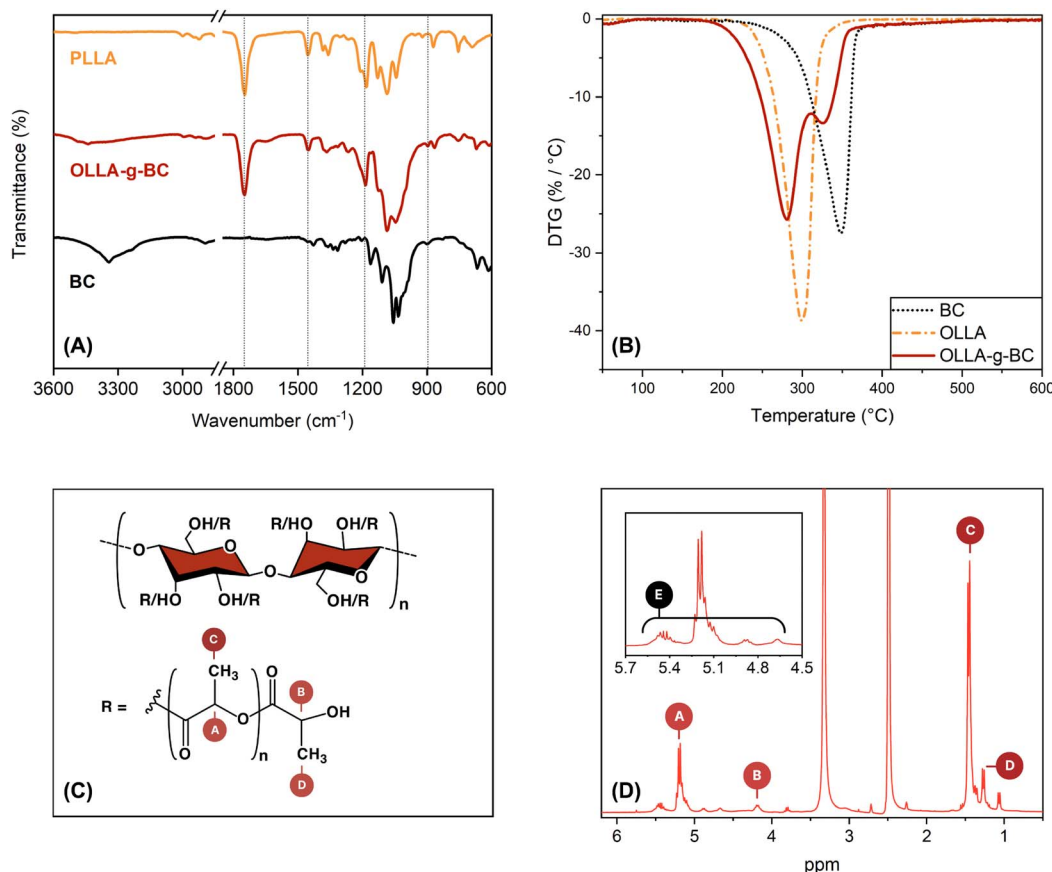 Transmittance (%)
PLLA
OLLA-g-BC
BC
(A)
3600 3300 3000 1800 1500 1200 900 600
Wavenumber (cm-1)
DTG (% / °C)
0
-10
-20
-30
-40
BC
OLLA
OLLA-g-BC
(B)
100 200 300 400 500 600
Temperature (°C)
OH/R R/HO OH/R
O O O O
R/HO OH/R OH/R n
C
CH3 O B
R = O OH
O A n CH3
D
(C)
E
5.7 5.4 5.1 4.8 4.5
C
A
B
D
(D)
6 5 4 3 2 1
ppm